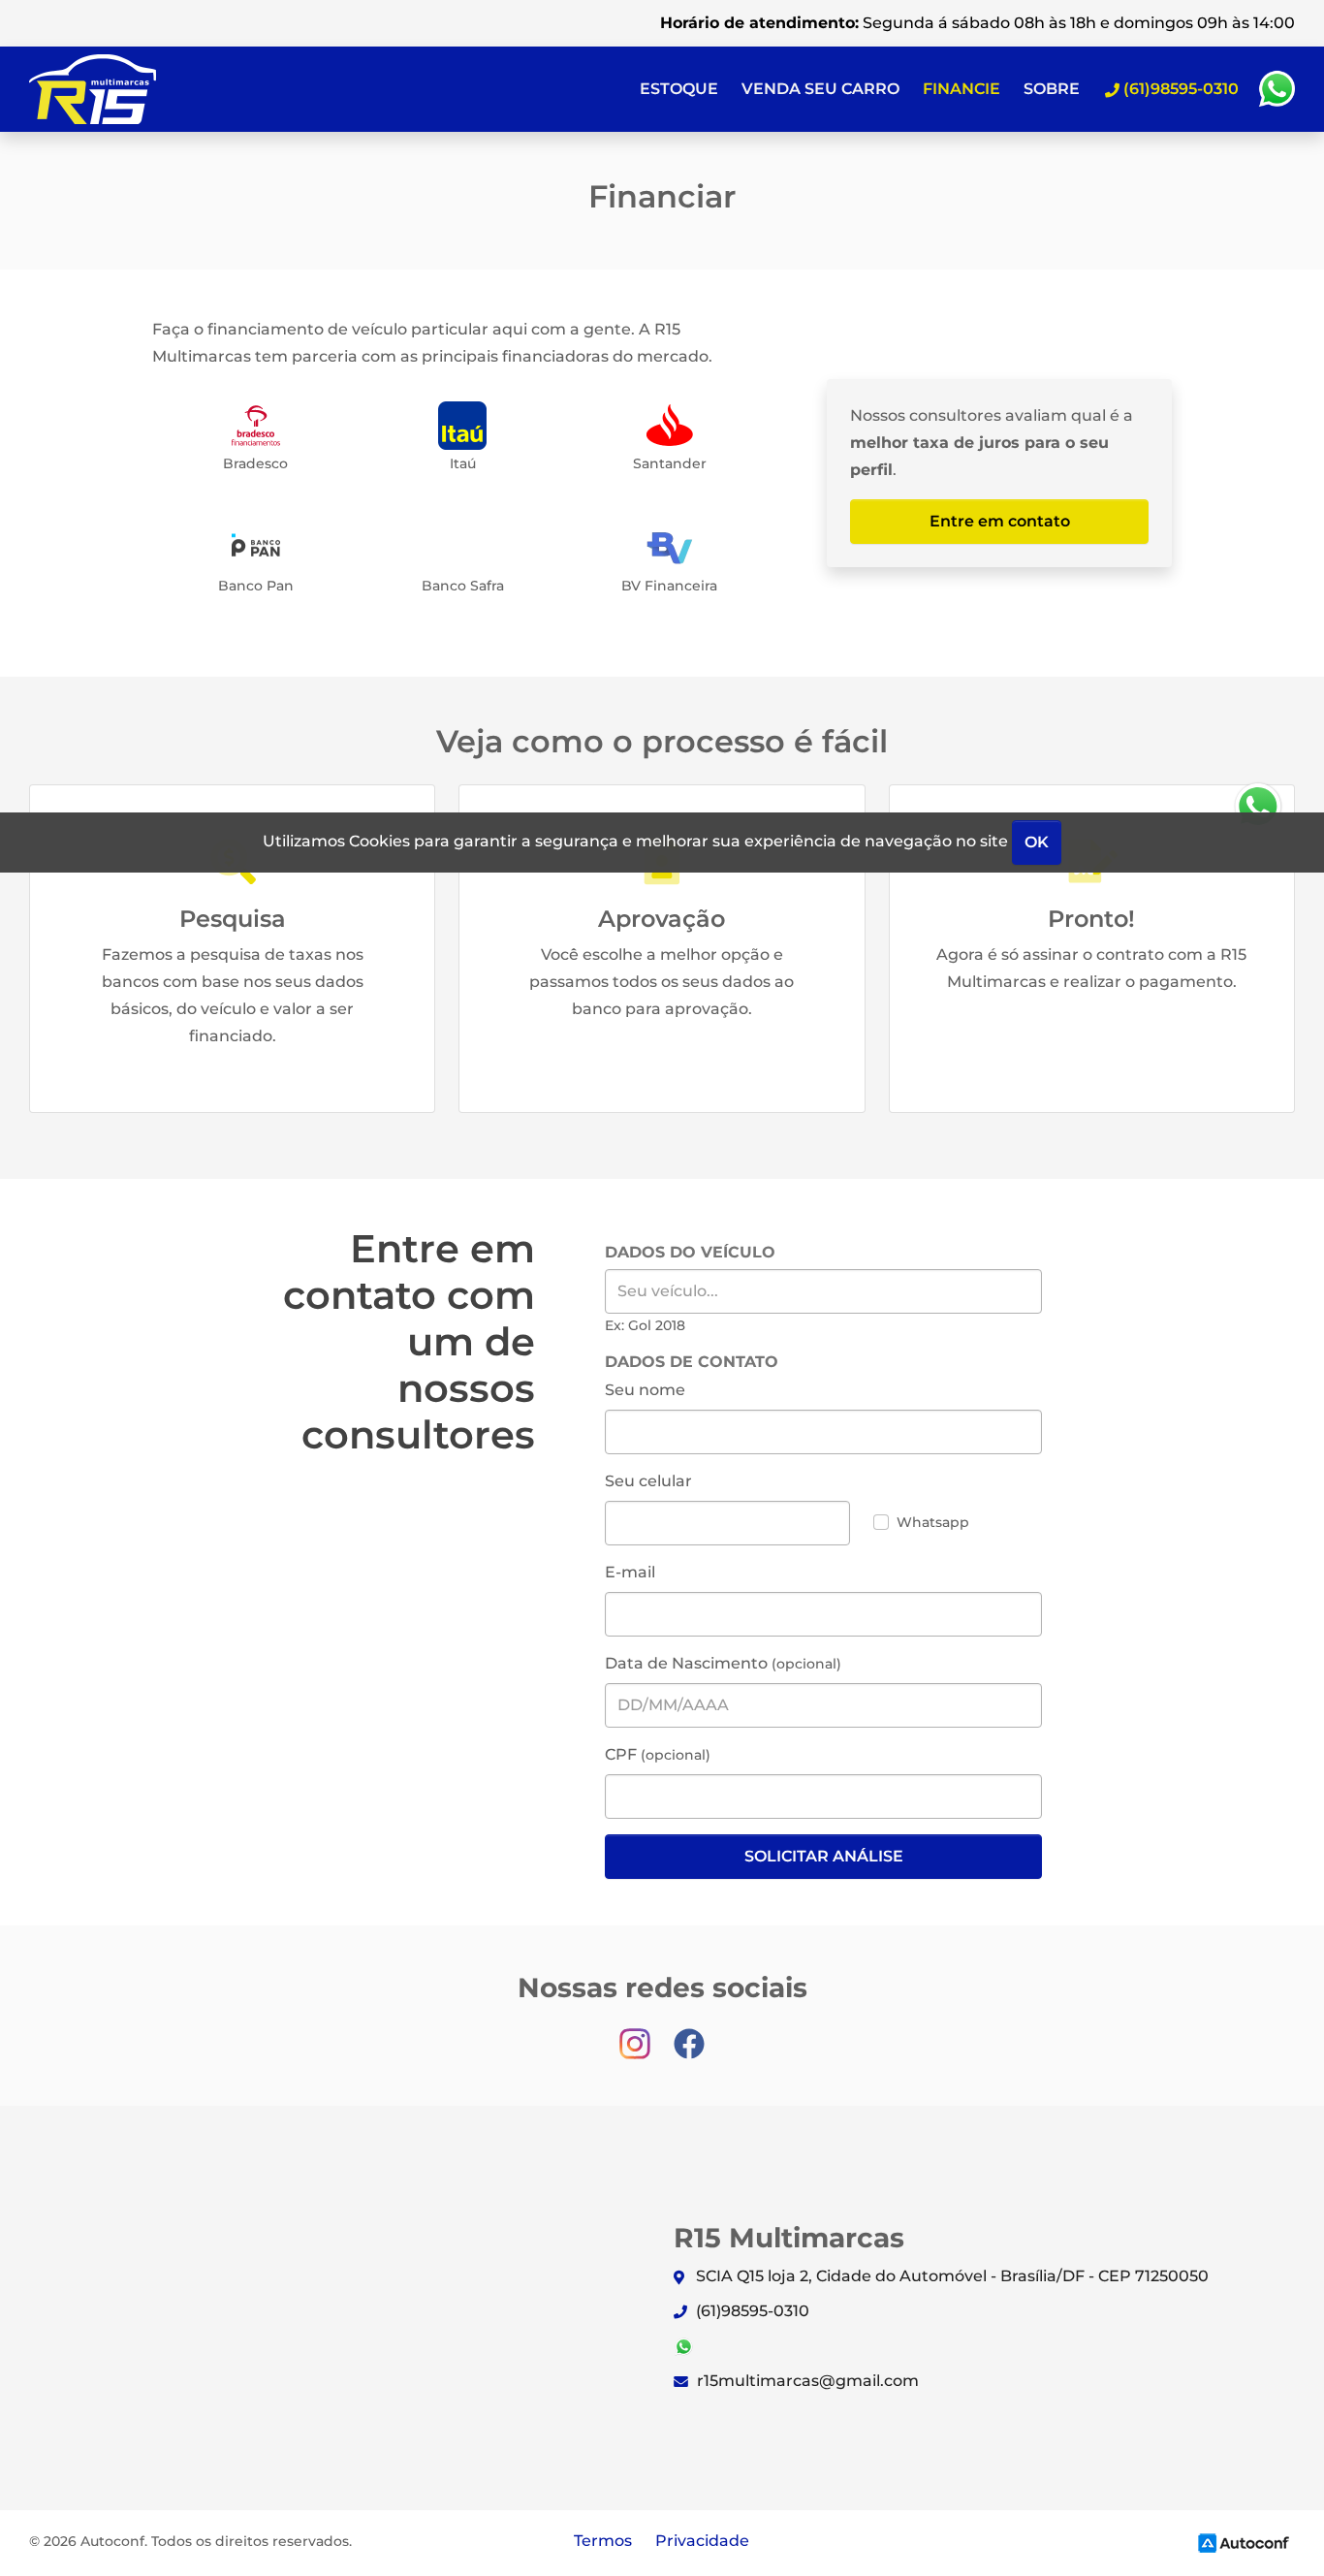 Horário de atendimento: Segunda á sábado 08h às 18h e domingos 09h às 14:00
multimarcas
R15
ESTOQUE VENDA SEU CARRO FINANCIE SOBRE (61)98595-0310
Financiar
Faça o financiamento de veículo particular aqui com a gente. A R15
Multimarcas tem parceria com as principais financiadoras do mercado.
bradesco
financiamentos
Bradesco
Itaú
Itaú
Santander
BANCO
PAN
Banco Pan
Banco Safra
BV
BV Financeira
Nossos consultores avaliam qual é a
melhor taxa de juros para o seu
perfil.
Entre em contato
Veja como o processo é fácil
Utilizamos Cookies para garantir a segurança e melhorar sua experiência de navegação no site OK
Pesquisa
Fazemos a pesquisa de taxas nos
bancos com base nos seus dados
básicos, do veículo e valor a ser
financiado.
Aprovação
Você escolhe a melhor opção e
passamos todos os seus dados ao
banco para aprovação.
Pronto!
Agora é só assinar o contrato com a R15
Multimarcas e realizar o pagamento.
Entre em
contato com
um de
nossos
consultores
DADOS DO VEÍCULO
Seu veículo...
Ex: Gol 2018
DADOS DE CONTATO
Seu nome
Seu celular
Whatsapp
E-mail
Data de Nascimento (opcional)
DD/MM/AAAA
CPF (opcional)
SOLICITAR ANÁLISE
Nossas redes sociais
R15 Multimarcas
SCIA Q15 loja 2, Cidade do Automóvel - Brasília/DF - CEP 71250050
(61)98595-0310
r15multimarcas@gmail.com
© 2026 Autoconf. Todos os direitos reservados.
Termos Privacidade
Autoconf